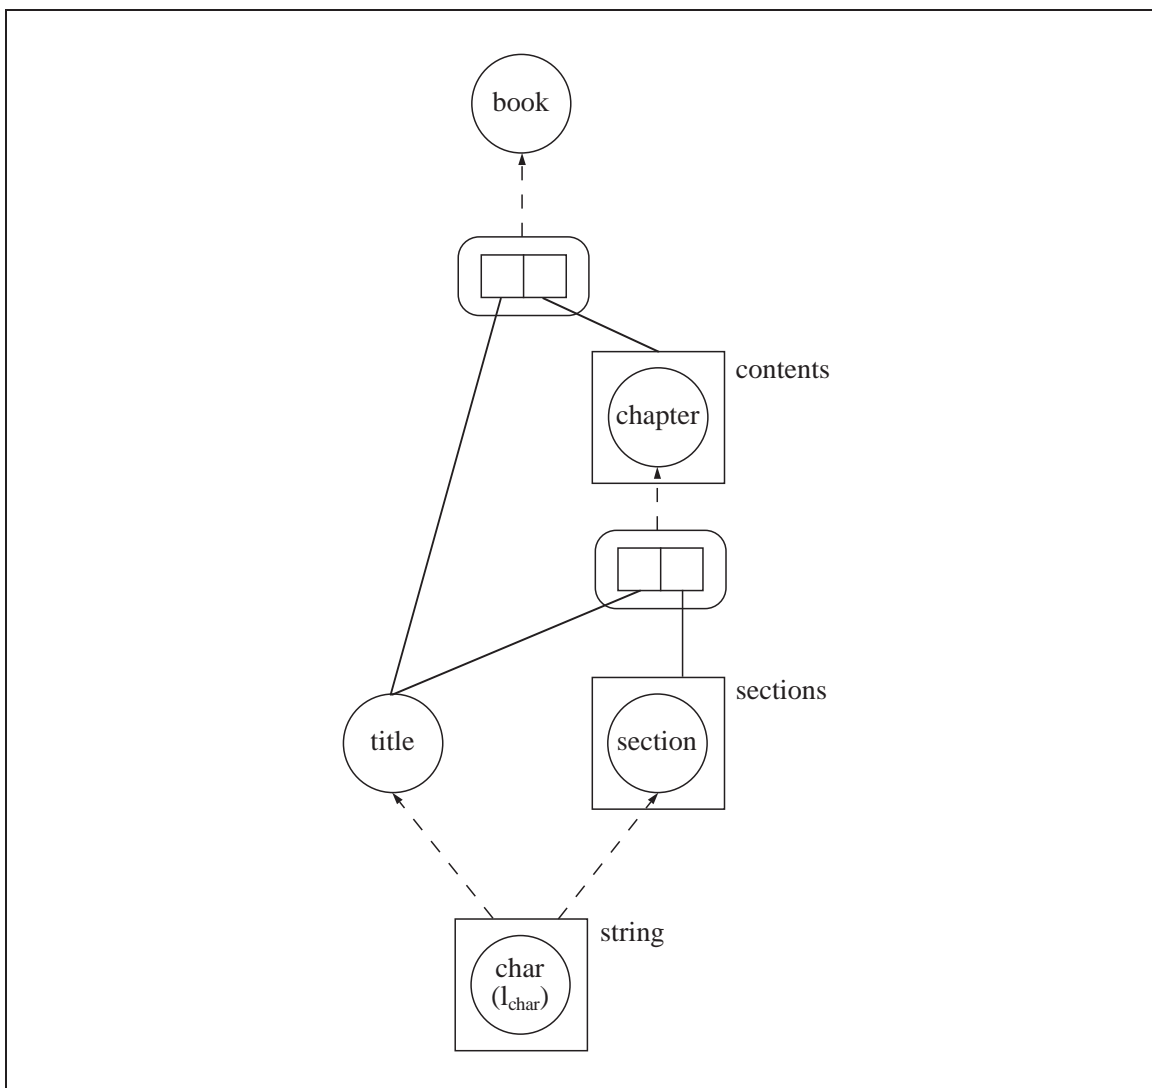 book
contents
chapter
sections
title
section
string
char
(l_char)